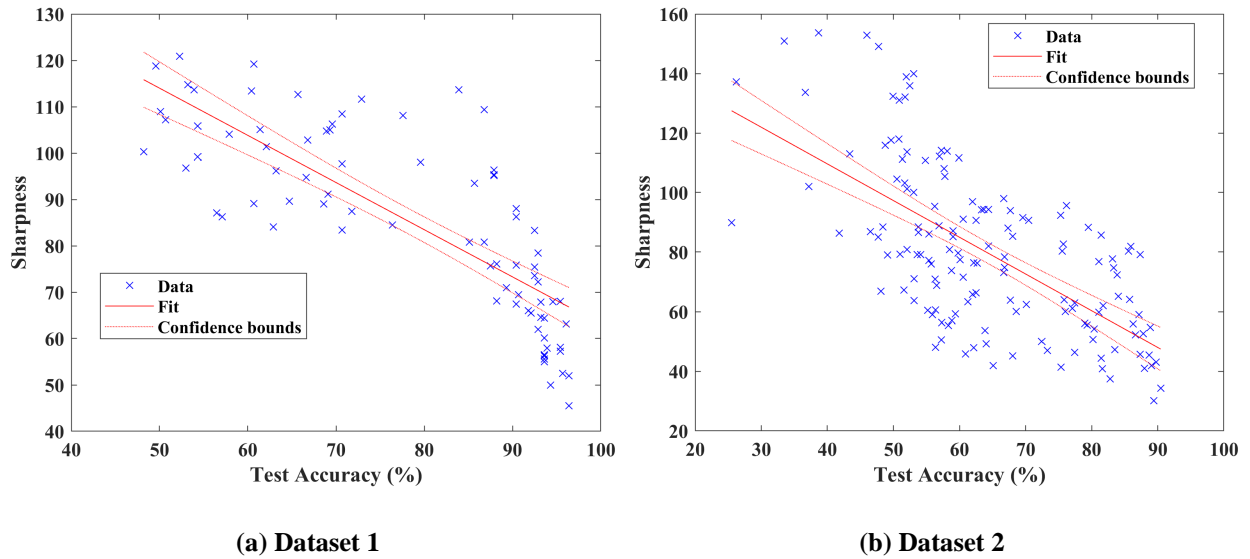 130
120
110
100
90
80
70
60
50
40
Sharpness
Data
Fit
Confidence bounds
40 50 60 70 80 90 100
Test Accuracy (%)
(a) Dataset 1
160
140
120
100
80
60
40
20
Sharpness
Data
Fit
Confidence bounds
20 30 40 50 60 70 80 90 100
Test Accuracy (%)
(b) Dataset 2